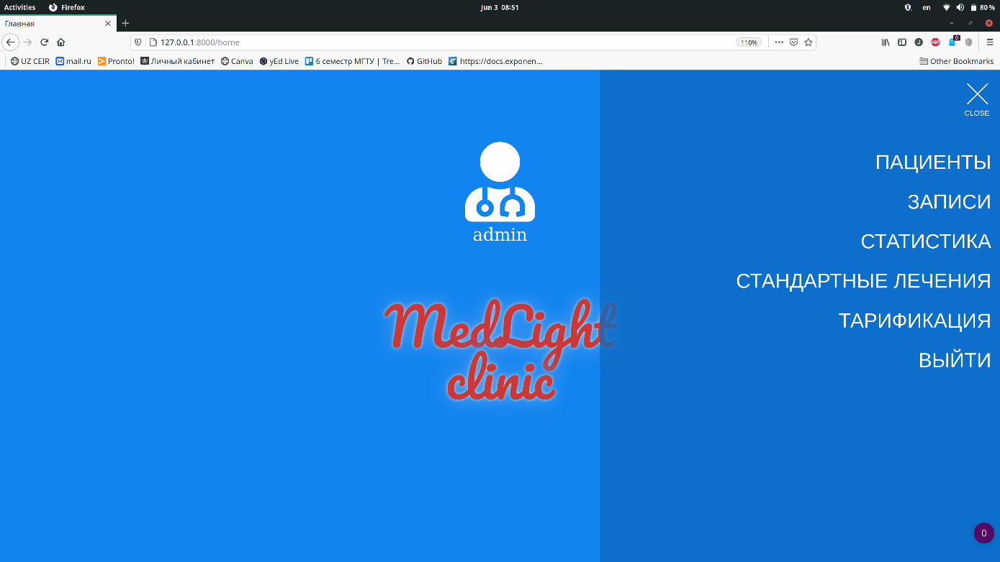 Activities Firefox Jun 3 08:51 en 80 %
Главная
127.0.0.1:8000/home 110% J ABP 0
UZ CEIR mail.ru Pronto! Личный кабинет Canva yEd Live 6 семестр МГТУ | Tre... GitHub https://docs.exponen... Other Bookmarks
CLOSE
ПАЦИЕНТЫ
ЗАПИСИ
СТАТИСТИКА
СТАНДАРТНЫЕ ЛЕЧЕНИЯ
ТАРИФИКАЦИЯ
ВЫЙТИ
admin
MedLight
clinic
0